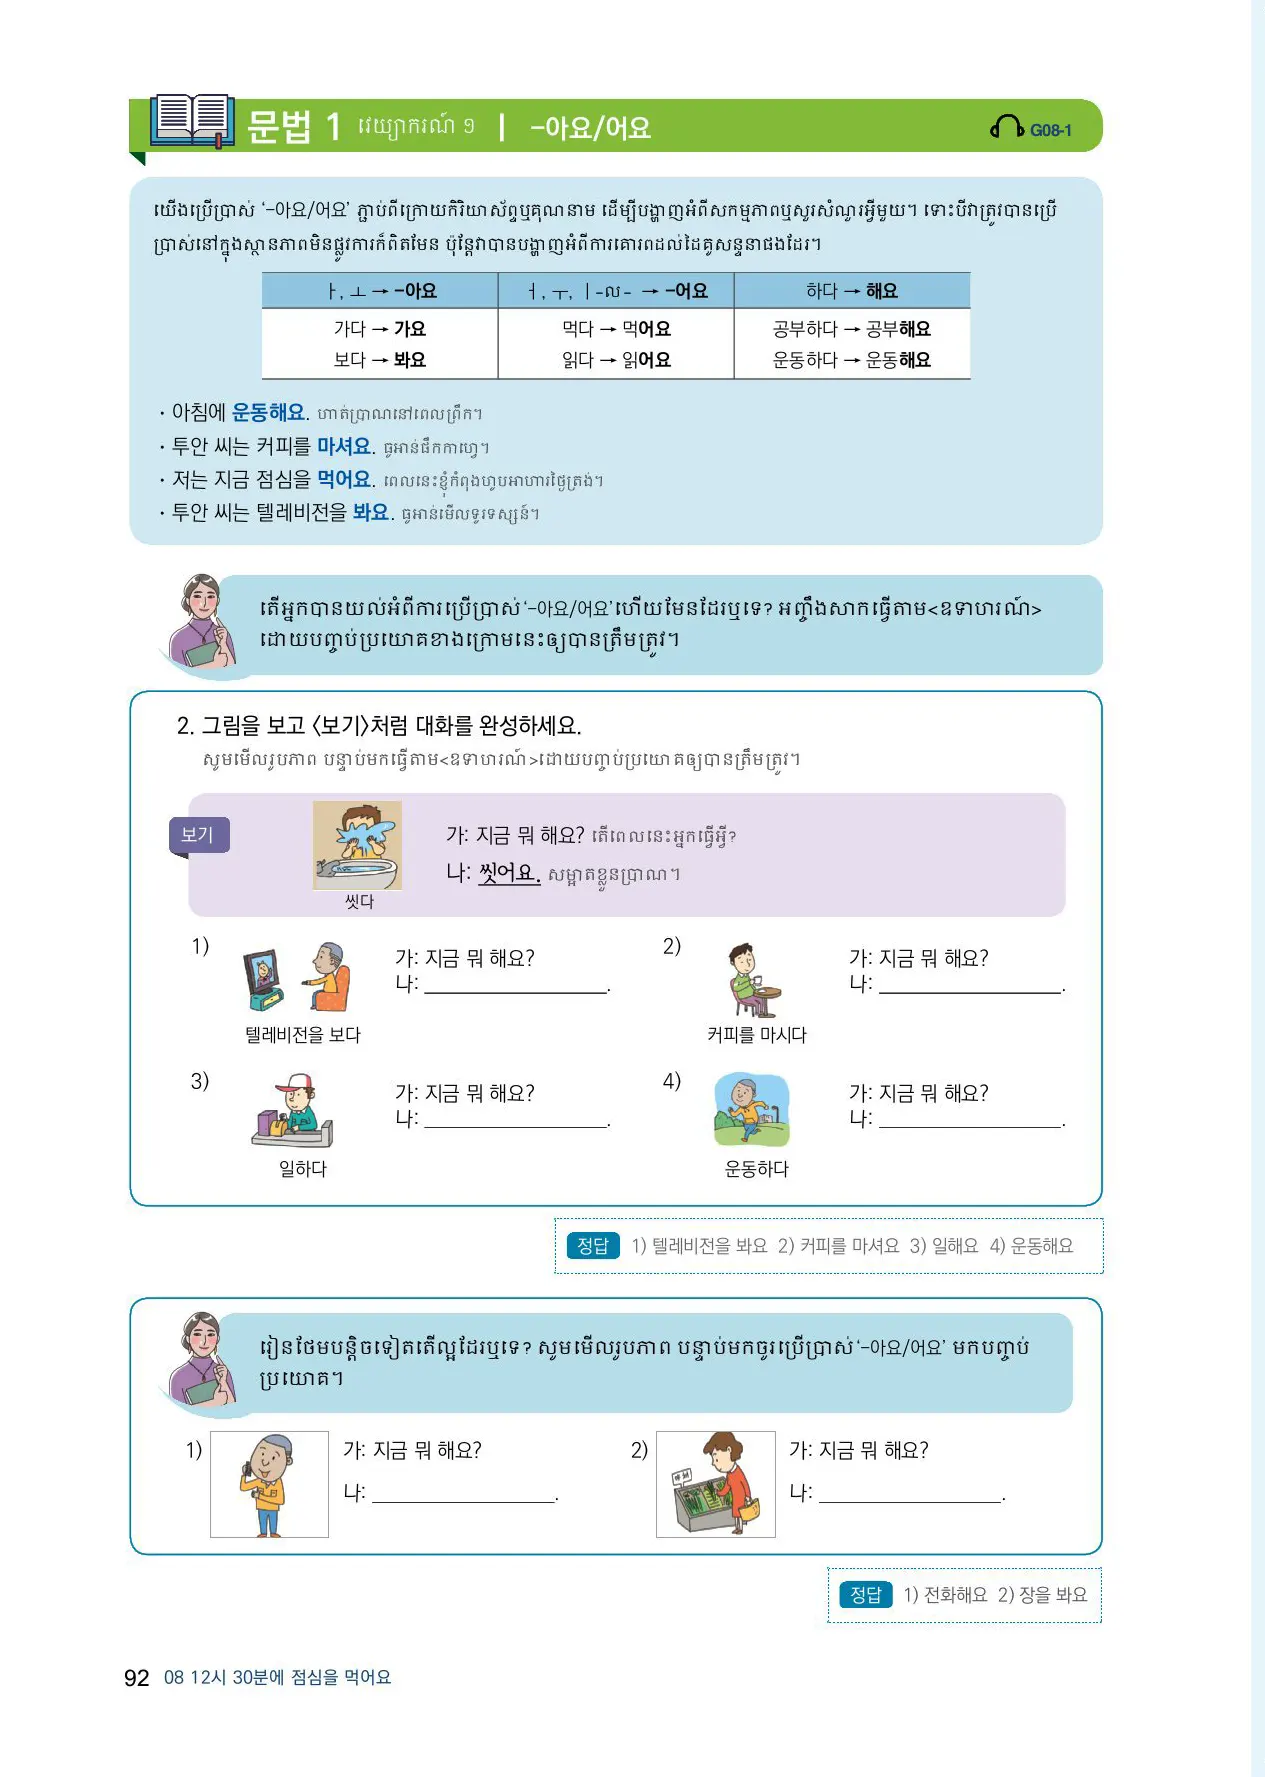 문법 1 វេយ្យាករណ៍ ១ | -아요/어요 G08-1
យើងប្រើប្រាស់ ‘-아요/어요’ ភ្ជាប់ពីក្រោយកិរិយាស័ព្ទឬគុណនាម ដើម្បីបង្ហាញអំពីសកម្មភាពឬសួរសំណួរអ្វីមួយ។ ទោះបីវាត្រូវបានប្រើ
ប្រាស់នៅក្នុងស្ថានភាពមិនផ្លូវការក៏ពិតមែន ប៉ុន្តែវាបានបង្ហាញអំពីការគោរពដល់ដៃគូសន្ទនាផងដែរ។
ㅏ, ㅗ → -아요 ㅓ, ㅜ, ㅣ-ល- → -어요 하다 → 해요
가다 → 가요 먹다 → 먹어요 공부하다 → 공부해요
보다 → 봐요 읽다 → 읽어요 운동하다 → 운동해요
· 아침에 운동해요. ហាត់ប្រាណនៅពេលព្រឹក។
· 투안 씨는 커피를 마셔요. ធូអាន់ផឹកកាហ្វេ។
· 저는 지금 점심을 먹어요. ពេលនេះខ្ញុំកំពុងហូបអាហារថ្ងៃត្រង់។
· 투안 씨는 텔레비전을 봐요. ធូអាន់មើលទូរទស្សន៍។
តើអ្នកបានយល់អំពីការប្រើប្រាស់‘-아요/어요’ហើយមែនដែរឬទេ? អញ្ចឹងសាកធ្វើតាម<ឧទាហរណ៍>
ដោយបញ្ចប់ប្រយោគខាងក្រោមនេះឲ្យបានត្រឹមត្រូវ។
2. 그림을 보고 〈보기〉처럼 대화를 완성하세요.
សូមមើលរូបភាព បន្ទាប់មកធ្វើតាម<ឧទាហរណ៍>ដោយបញ្ចប់ប្រយោគឲ្យបានត្រឹមត្រូវ។
보기
가: 지금 뭐 해요? តើពេលនេះអ្នកធ្វើអ្វី?
나: 씻어요. សម្អាតខ្លួនប្រាណ។
씻다
1) 가: 지금 뭐 해요?
나: ____________.
텔레비전을 보다
2) 가: 지금 뭐 해요?
나: ____________.
커피를 마시다
3) 가: 지금 뭐 해요?
나: ____________.
일하다
4) 가: 지금 뭐 해요?
나: ____________.
운동하다
정답 1) 텔레비전을 봐요 2) 커피를 마셔요 3) 일해요 4) 운동해요
រៀនថែមបន្តិចទៀតតើល្អដែរឬទេ? សូមមើលរូបភាព បន្ទាប់មកចូរប្រើប្រាស់‘-아요/어요’ មកបញ្ចប់
ប្រយោគ។
1) 가: 지금 뭐 해요?
나: ____________.
2) 가: 지금 뭐 해요?
나: ____________.
정답 1) 전화해요 2) 장을 봐요
92 08 12시 30분에 점심을 먹어요